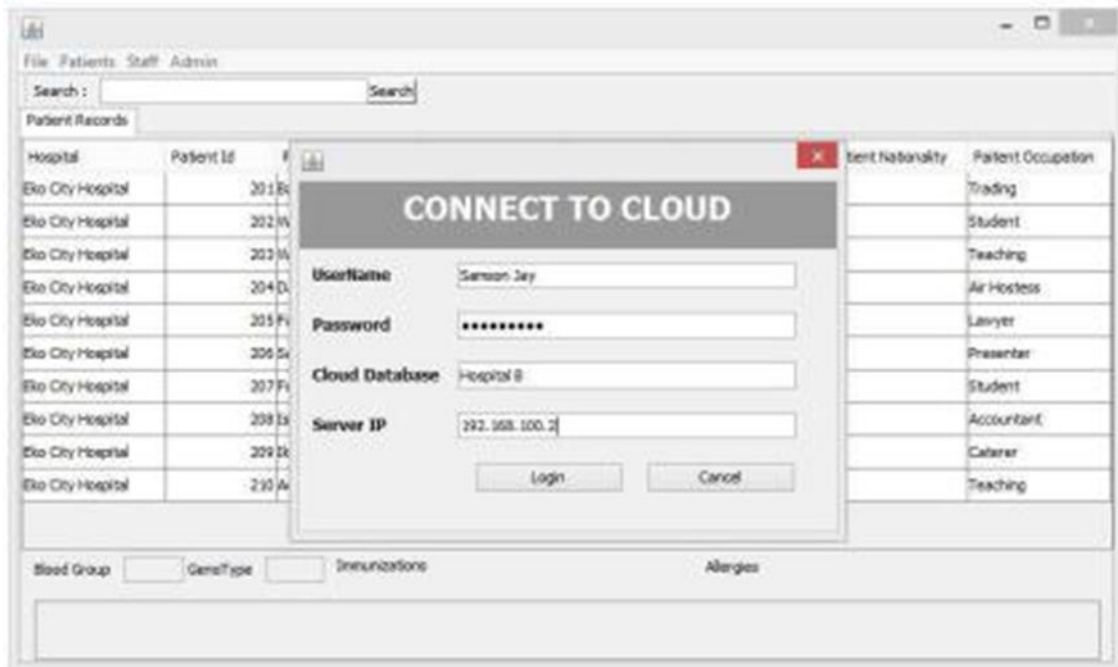 File Patients Staff Admin
Search : Search
Patient Records
Hospital Patient Id tient Nationality Paitent Occupation
Eko City Hospital 201 Trading
Eko City Hospital 202 Student
Eko City Hospital 203 Teaching
Eko City Hospital 204 Air Hostess
Eko City Hospital 205 Lawyer
Eko City Hospital 206 Presenter
Eko City Hospital 207 Student
Eko City Hospital 208 Accountant
Eko City Hospital 209 Caterer
Eko City Hospital 210 Teaching
CONNECT TO CLOUD
UserName Samson Jay
Password •••••••••
Cloud Database Hospital B
Server IP 192.168.100.2
Login Cancel
Blood Group GenoType Immunizations Allergies